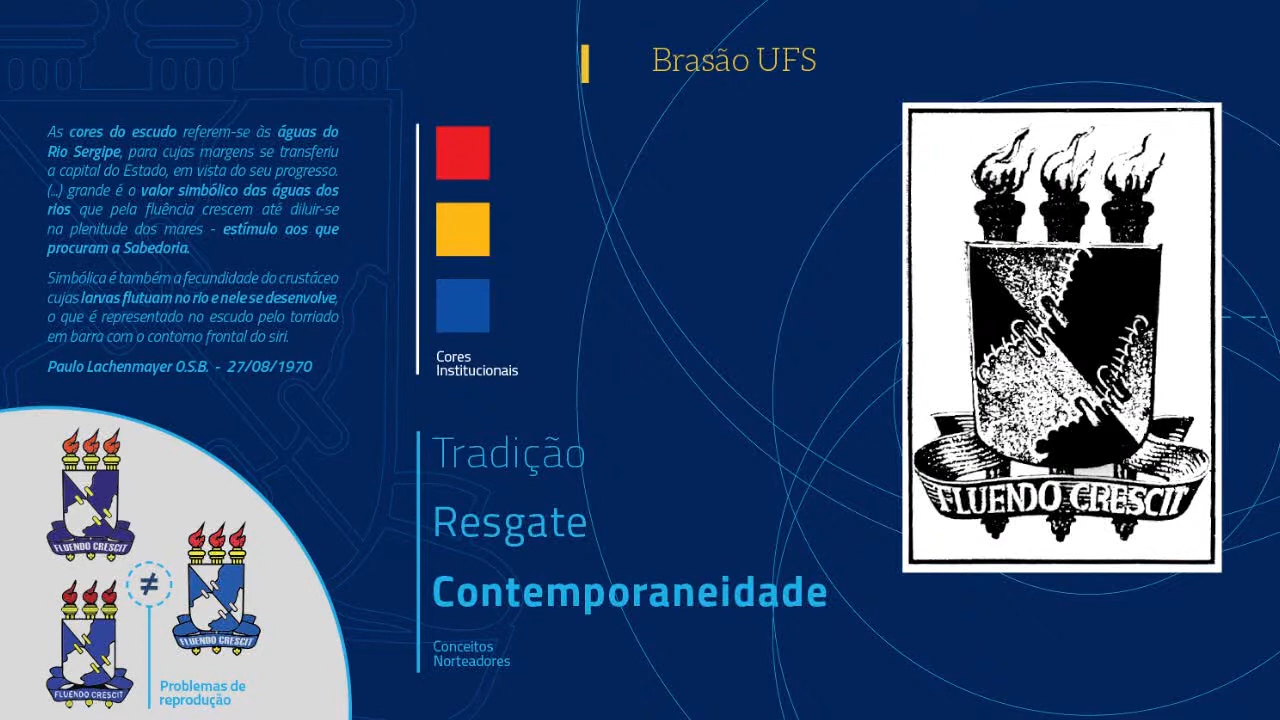 Brasão UFS
As cores do escudo referem-se às águas do
Rio Sergipe, para cujas margens se transferiu
a capital do Estado, em vista do seu progresso.
(...) grande é o valor simbólico das águas dos
rios que pela fluência crescem até diluir-se
na plenitude dos mares - estímulo aos que
procuram a Sabedoria.
Simbólica é também a fecundidade do crustáceo
cujas larvas flutuam no rio e nele se desenvolve,
o que é representado no escudo pelo torriado
em barra com o contorno frontal do siri.
Paulo Lachenmayer O.S.B. - 27/08/1970
Cores
Institucionais
Tradição
Resgate
Contemporaneidade
Conceitos
Norteadores
FLUENDO CRESCIT
FLUENDO CRESCIT
≠
FLUENDO CRESCIT
FLUENDO CRESCIT
Problemas de
reprodução